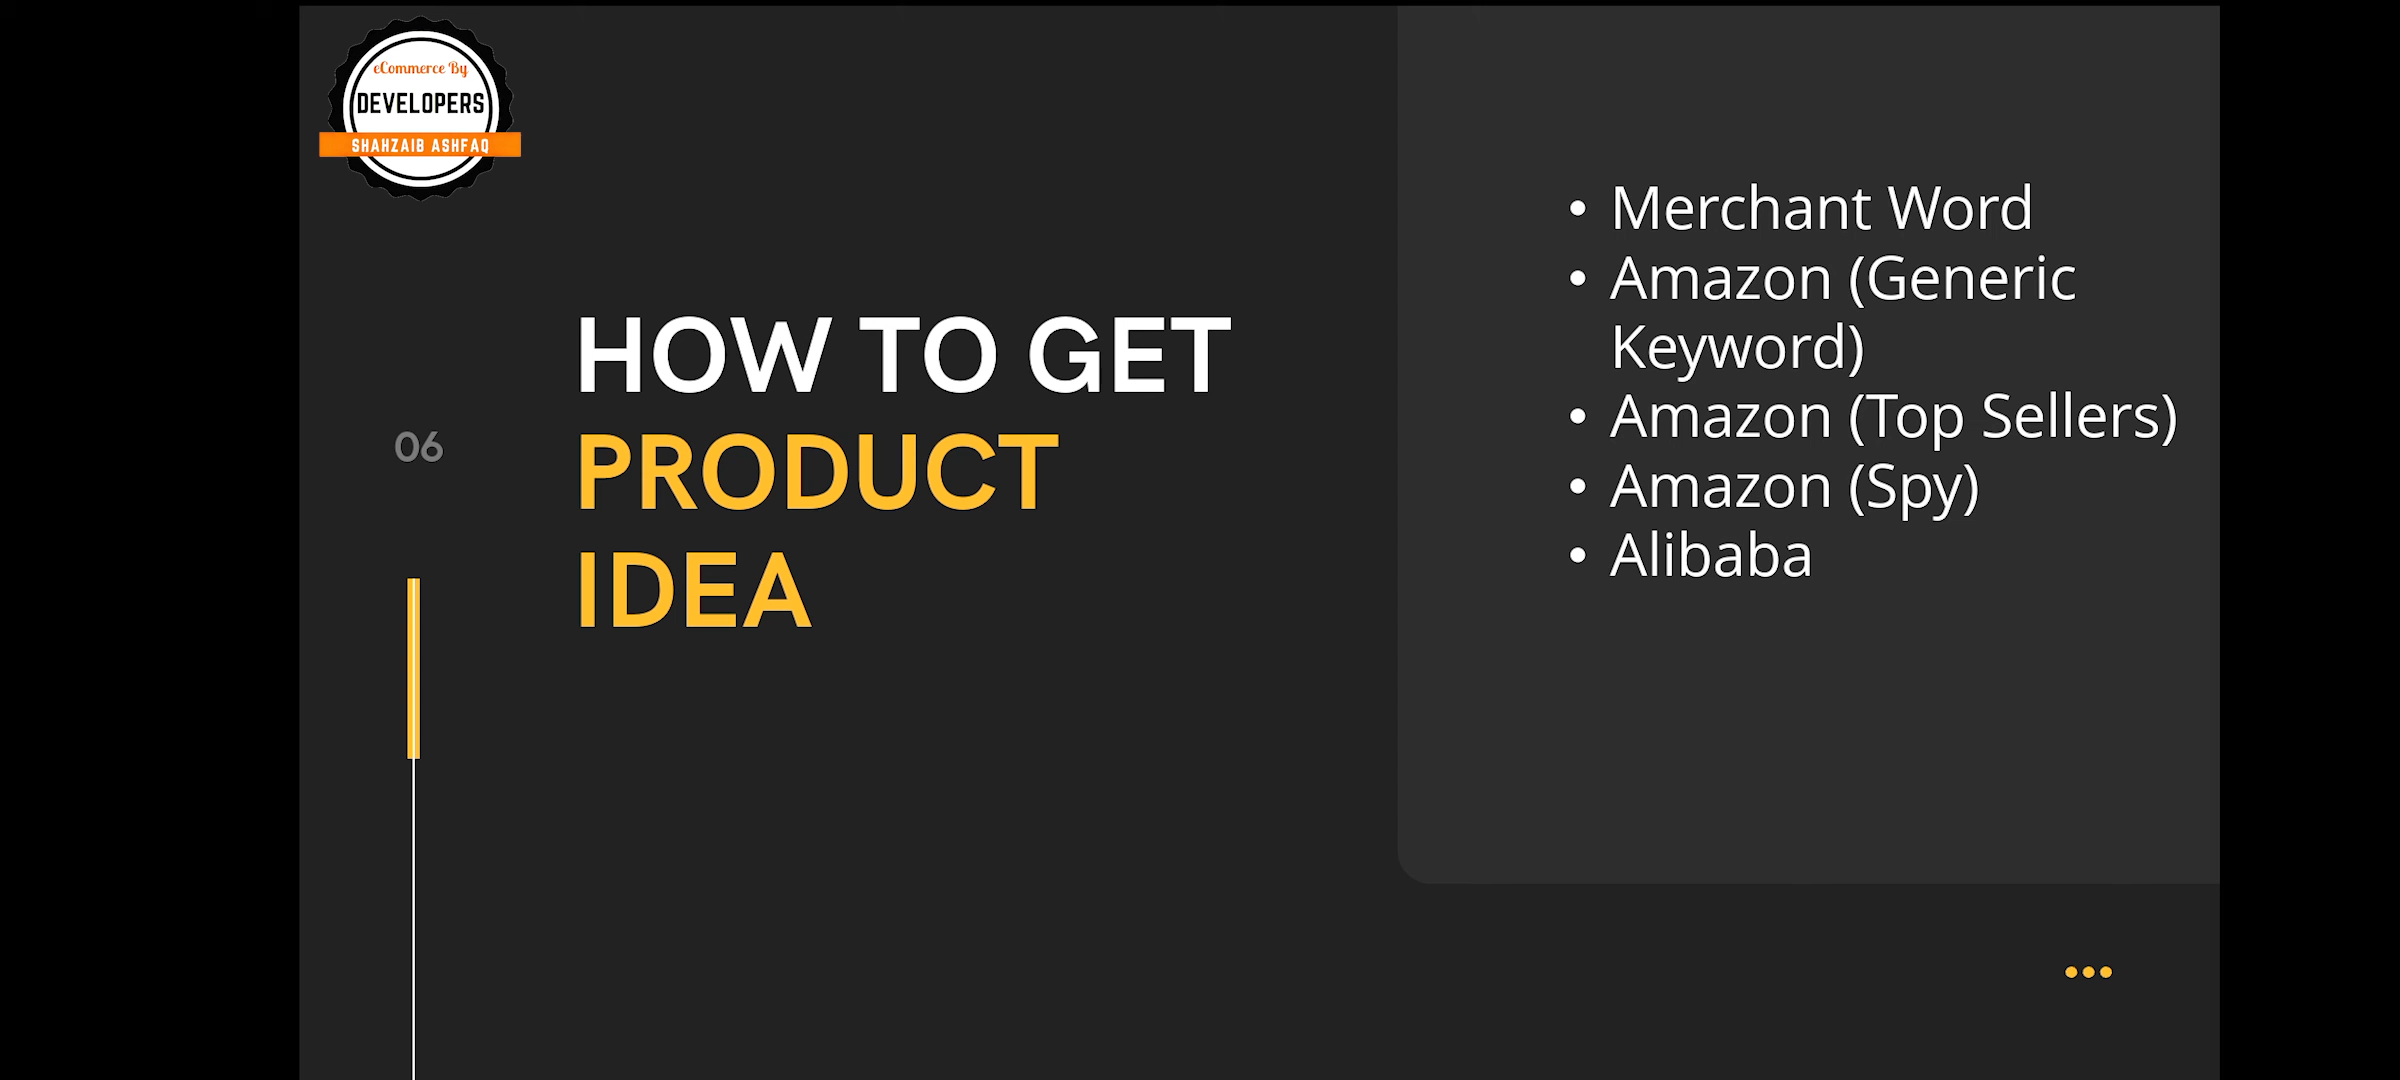 eCommerce By
DEVELOPERS
SHAHZAIB ASHFAQ
06
HOW TO GET
PRODUCT
IDEA
• Merchant Word
• Amazon (Generic
Keyword)
• Amazon (Top Sellers)
• Amazon (Spy)
• Alibaba